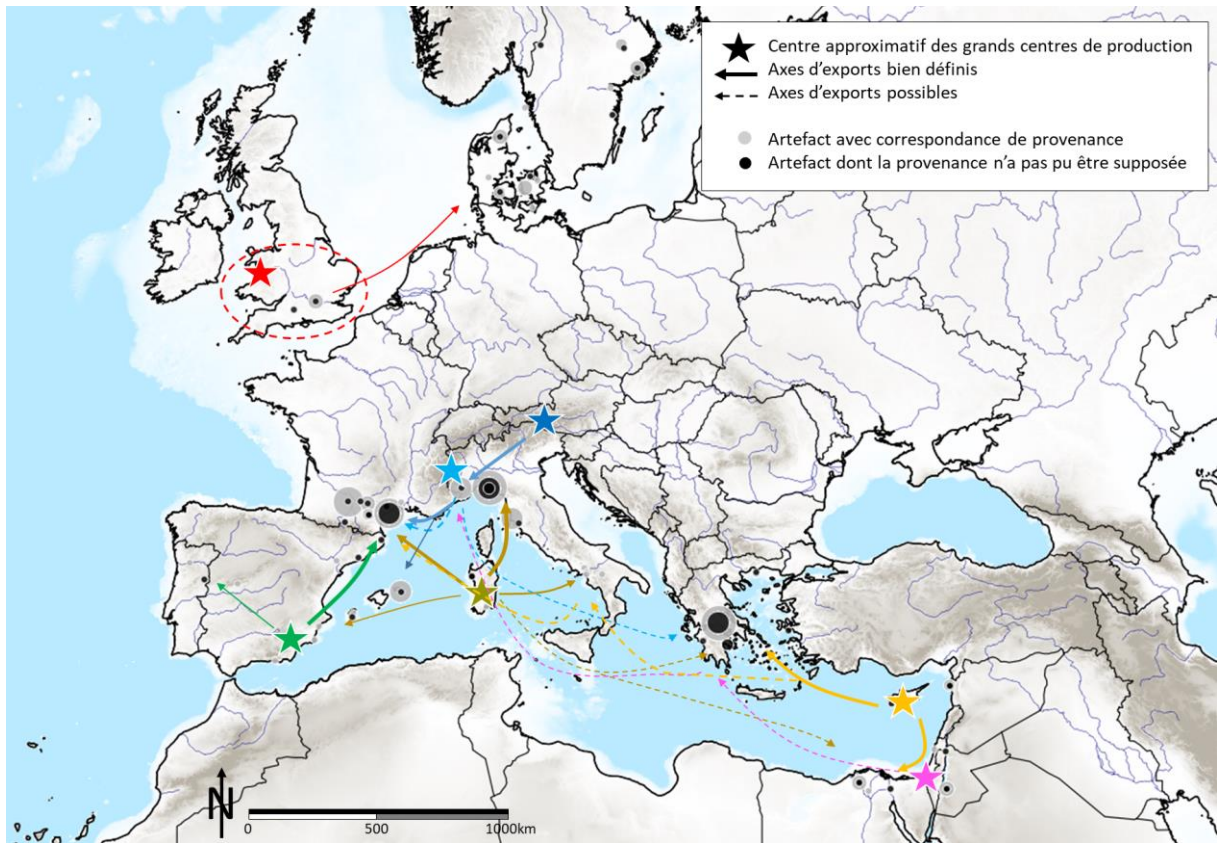 Centre approximatif des grands centres de production
Axes d'exports bien définis
Axes d'exports possibles
Artefact avec correspondance de provenance
Artefact dont la provenance n'a pas pu être supposée
N
0 500 1000km